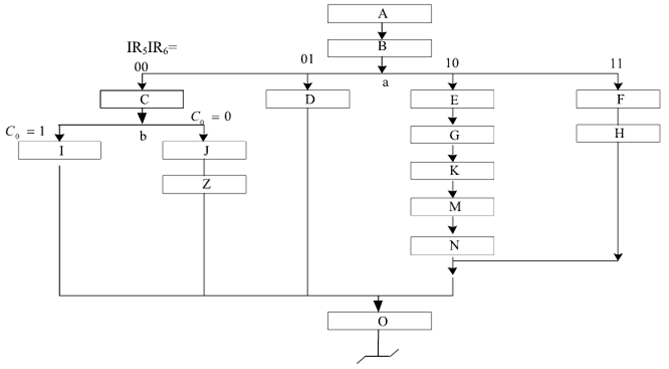 A
B
IR5IR6=
00
01
a
10
11
C
D
E
F
C0 = 1
b
C0 = 0
G
H
I
J
K
Z
M
N
O